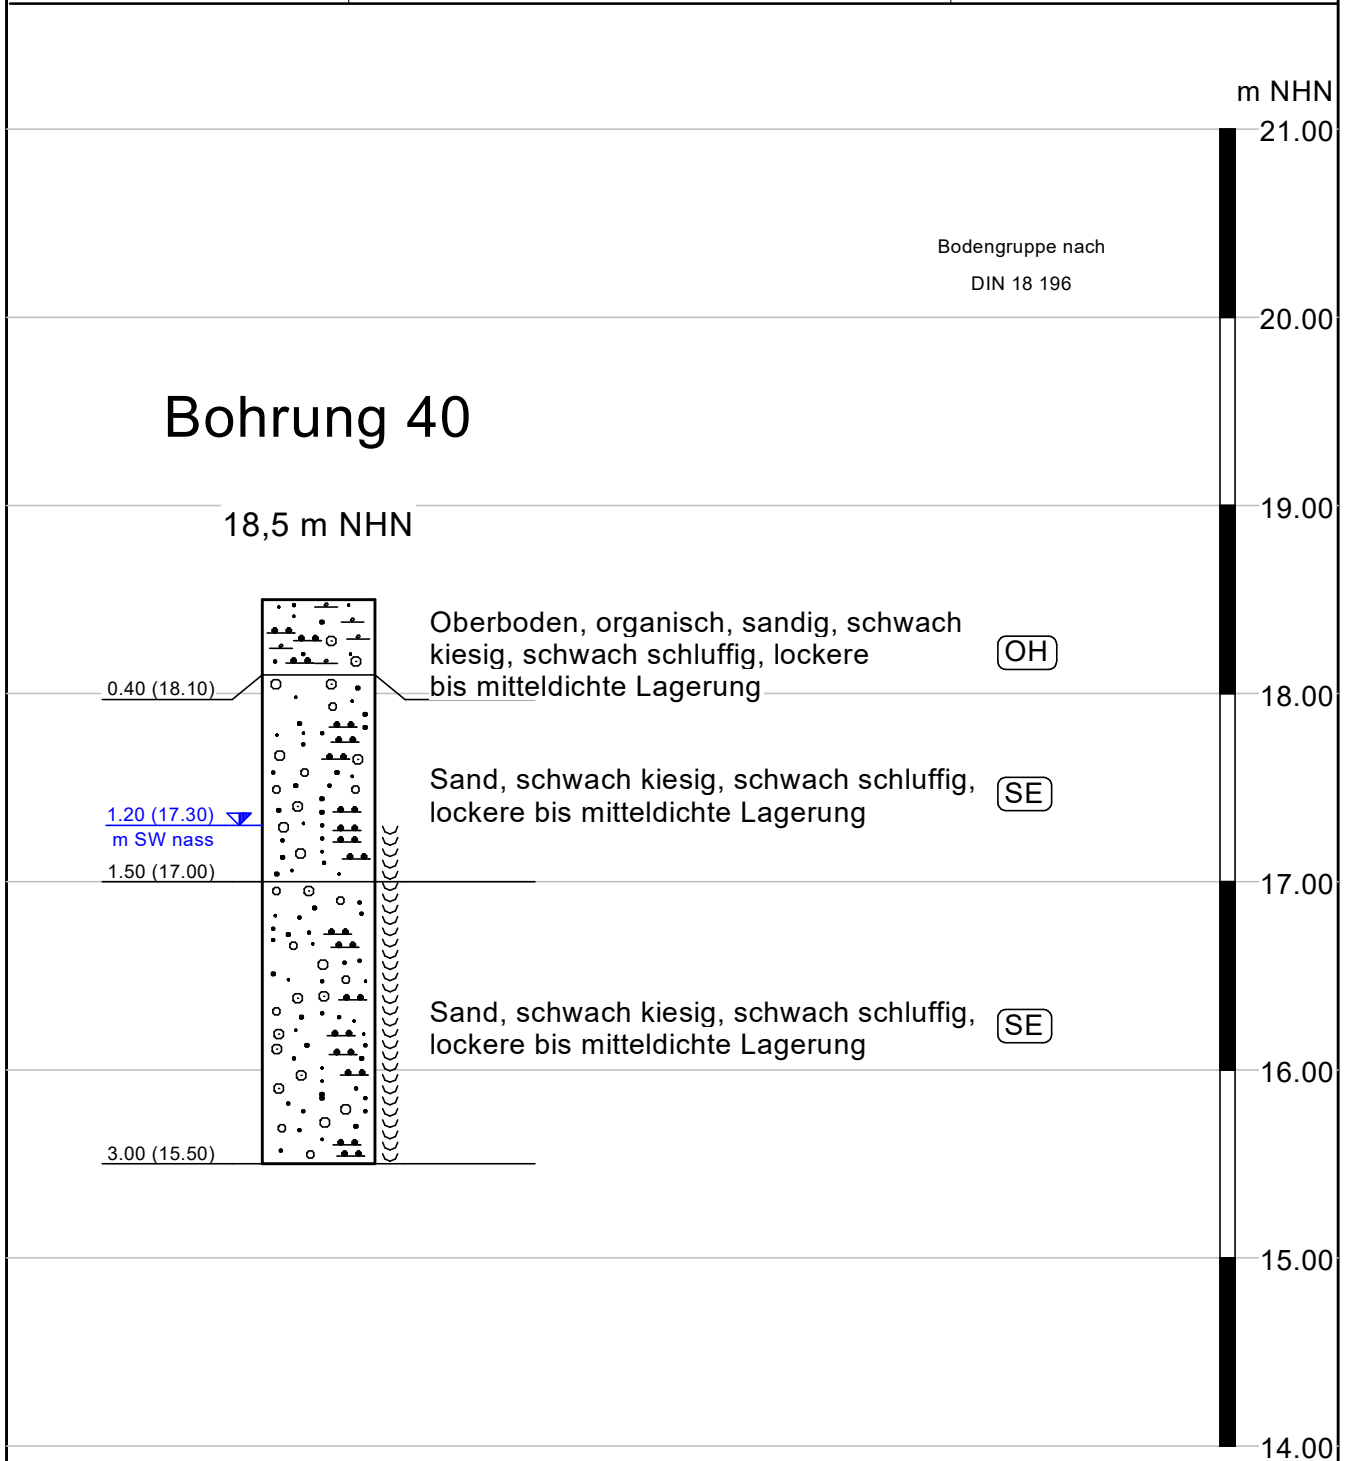 m NHN
21.00
Bodengruppe nach
DIN 18 196
20.00
Bohrung 40
19.00
18,5 m NHN
Oberboden, organisch, sandig, schwach
kiesig, schwach schluffig, lockere
bis mitteldichte Lagerung
OH
0.40 (18.10)
18.00
Sand, schwach kiesig, schwach schluffig,
lockere bis mitteldichte Lagerung
SE
1.20 (17.30)
m SW nass
1.50 (17.00)
17.00
Sand, schwach kiesig, schwach schluffig,
lockere bis mitteldichte Lagerung
SE
16.00
3.00 (15.50)
15.00
14.00